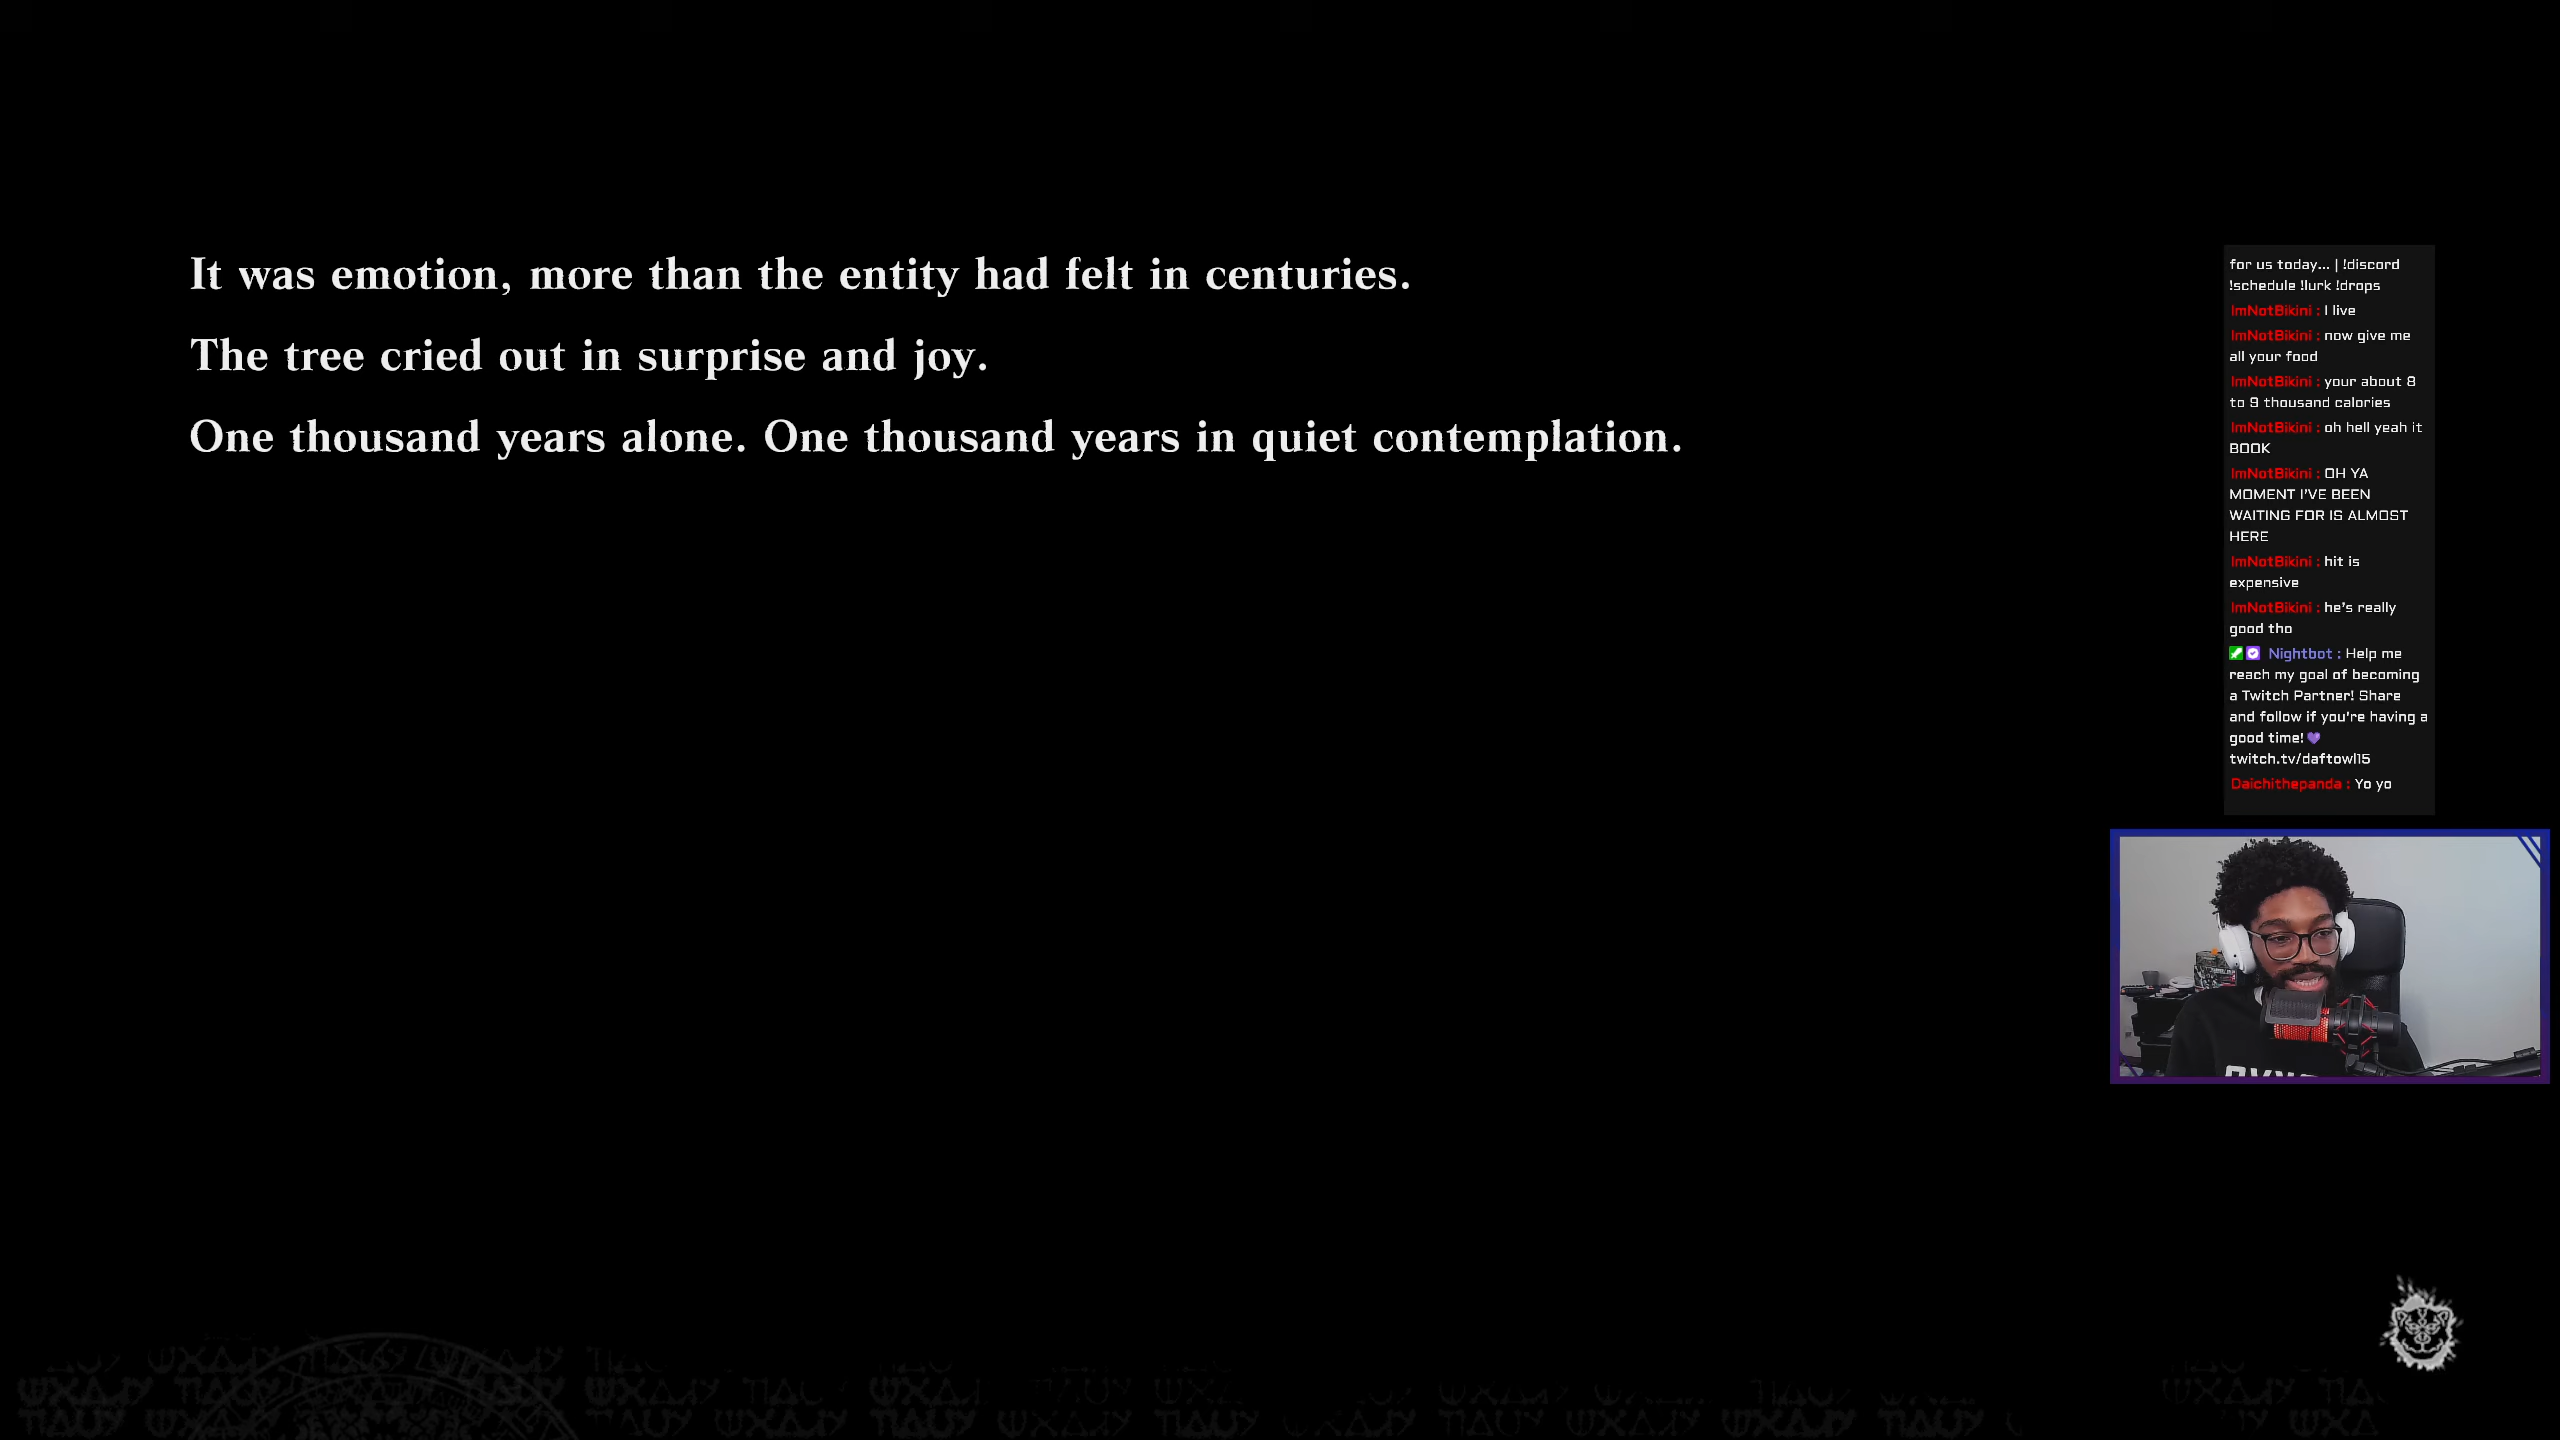 It was emotion, more than the entity had felt in centuries.
The tree cried out in surprise and joy.
One thousand years alone. One thousand years in quiet contemplation.
for us today... | !discord
!schedule !lurk !drops
ImNotBikini : I live
ImNotBikini : now give me
all your food
ImNotBikini : your about 8
to 9 thousand calories
ImNotBikini : oh hell yeah it
BOOK
ImNotBikini : OH YA
MOMENT I'VE BEEN
WAITING FOR IS ALMOST
HERE
ImNotBikini : hit is
expensive
ImNotBikini : he's really
good tho
Nightbot : Help me
reach my goal of becoming
a Twitch Partner! Share
and follow if you're having a
good time!💜
twitch.tv/daftowl15
Daichithepanda : Yo yo